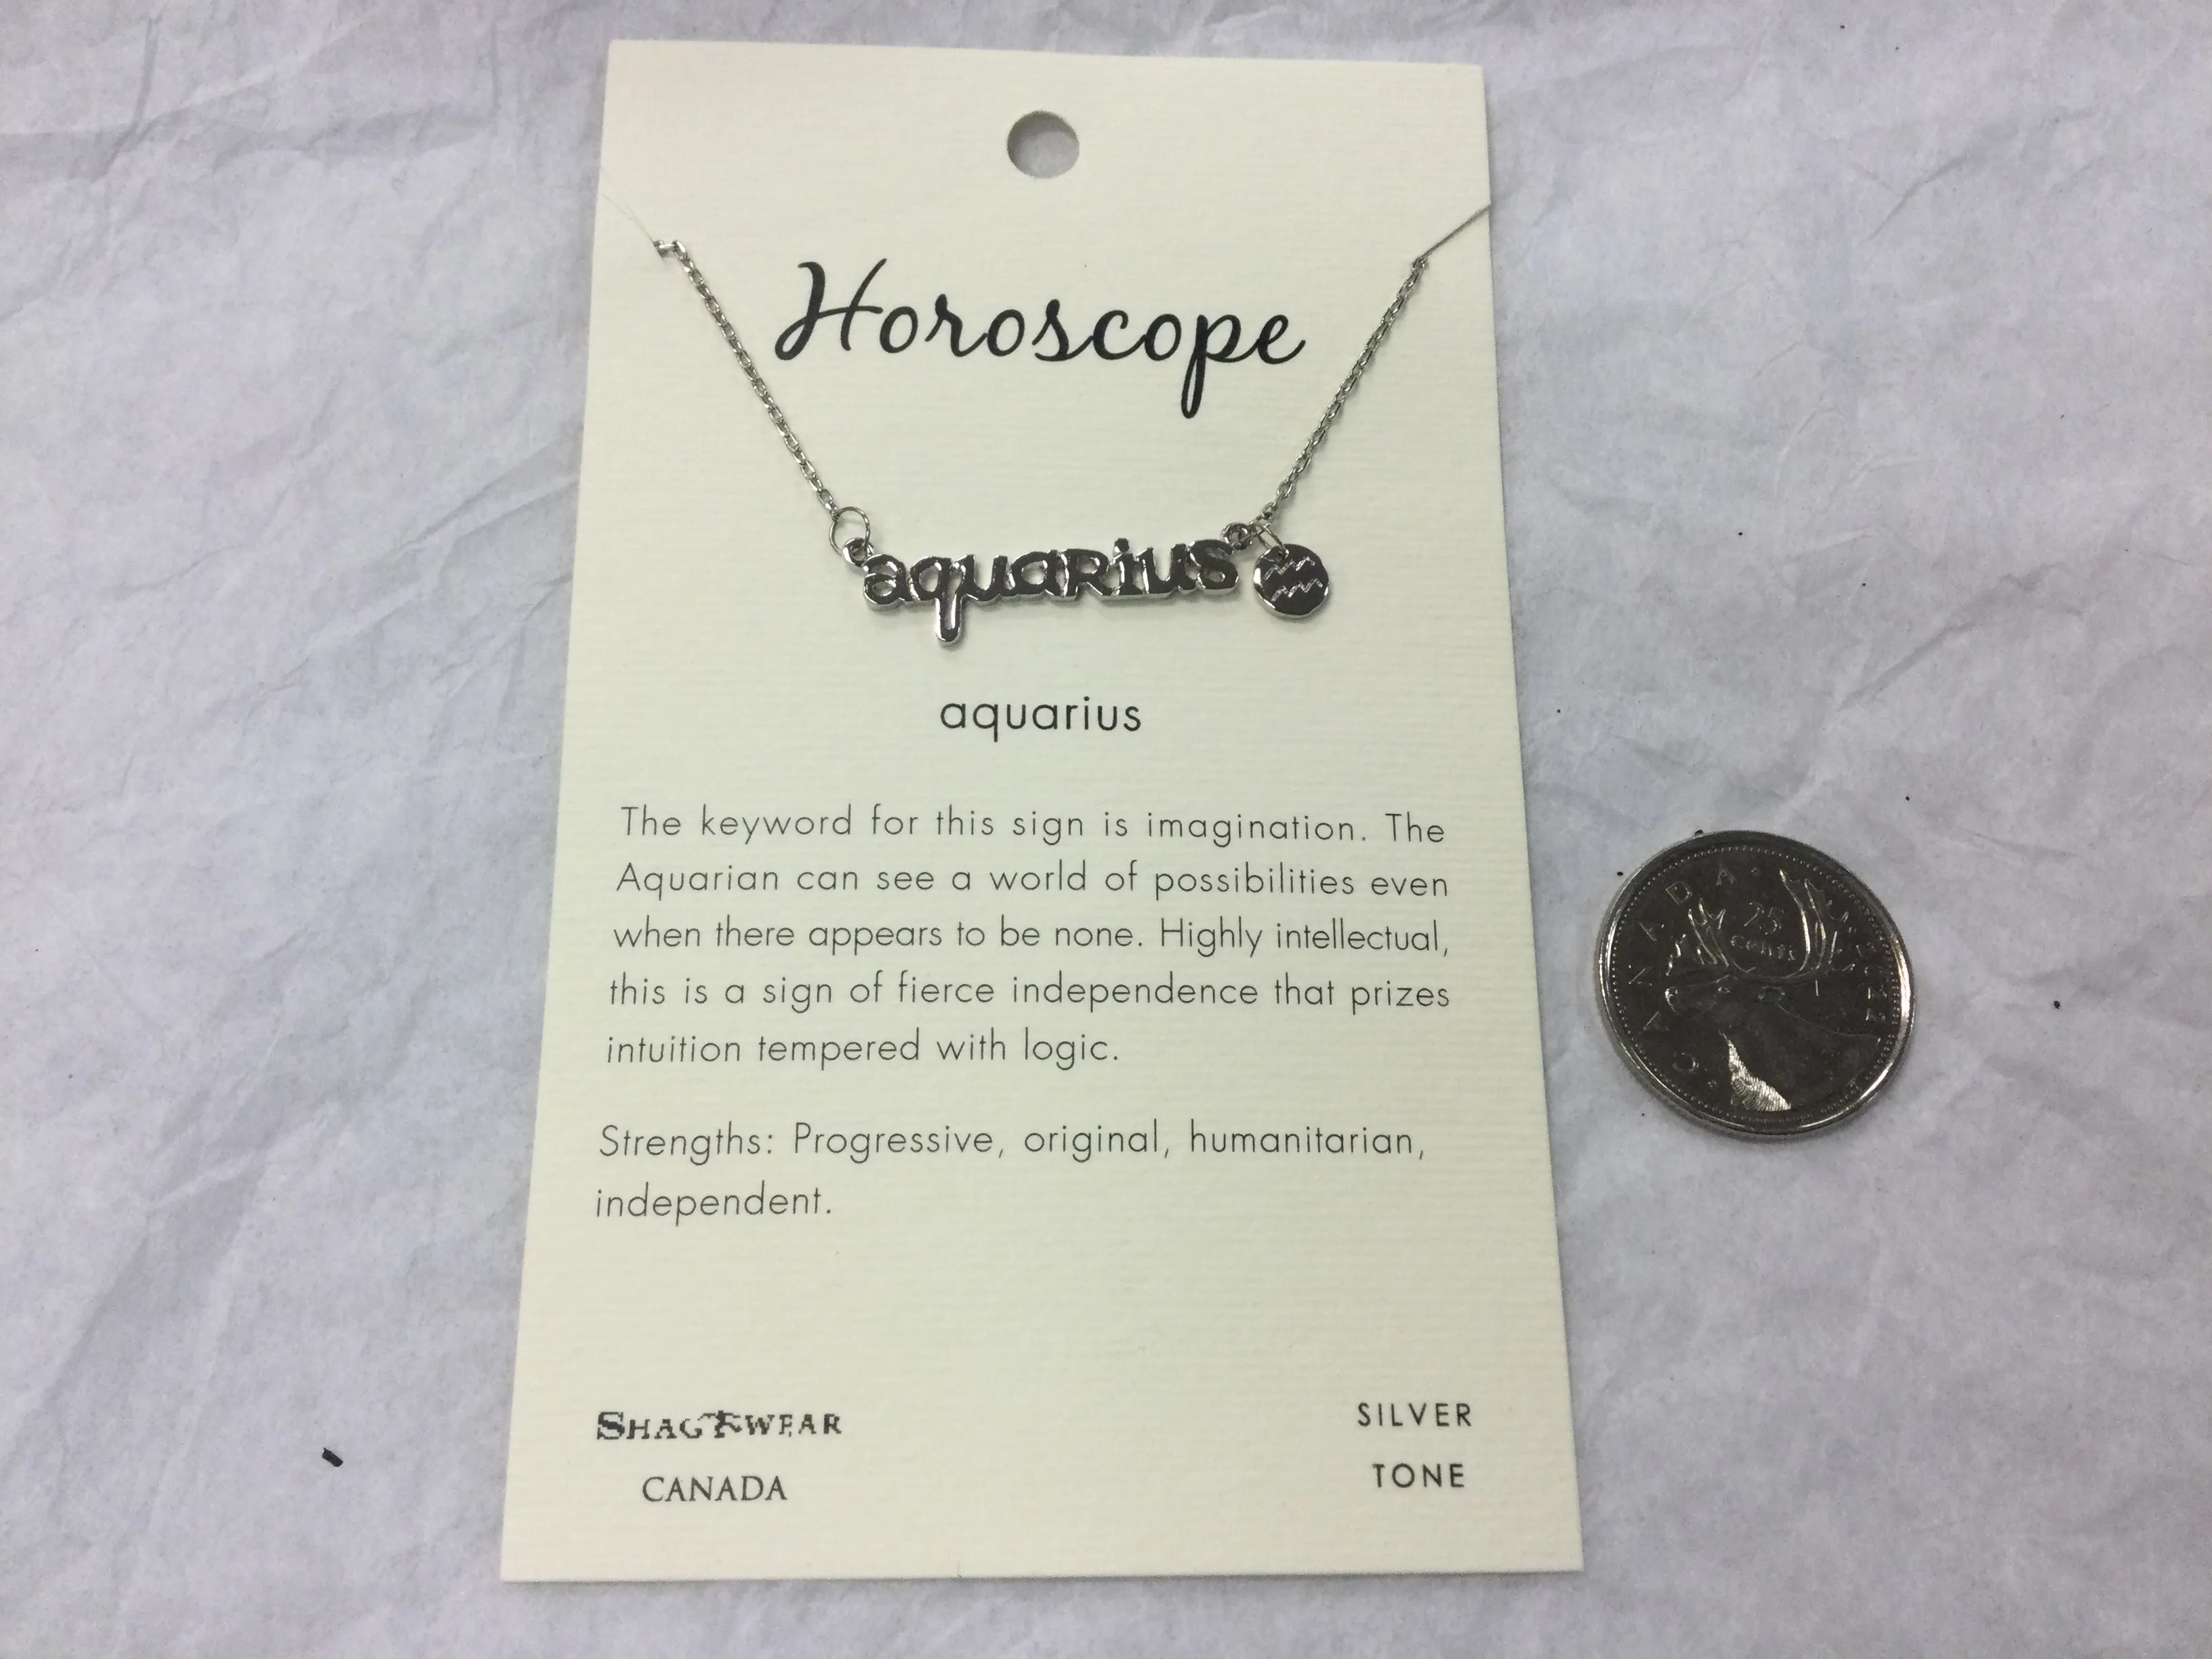 Horoscope
aquarius
aquarius
The keyword for this sign is imagination. The
Aquarian can see a world of possibilities even
when there appears to be none. Highly intellectual,
this is a sign of fierce independence that prizes
intuition tempered with logic.
Strengths: Progressive, original, humanitarian,
independent.
SHAGWEAR
CANADA
SILVER
TONE
CANADA
25
cents
2011